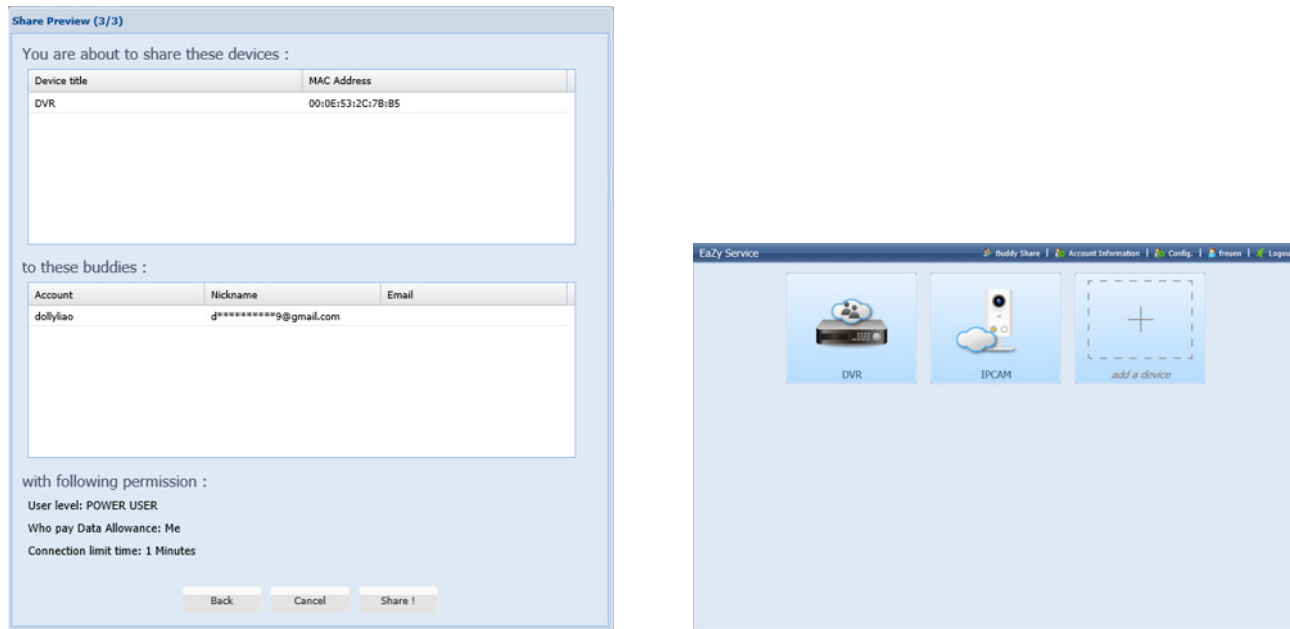 Share Preview (3/3)
You are about to share these devices :
Device title MAC Address
DVR 00:0E:53:2C:7B:B5
to these buddies :
Account Nickname Email
dollyliao d**********9@gmail.com
with following permission :
User level: POWER USER
Who pay Data Allowance: Me
Connection limit time: 1 Minutes
Back Cancel Share !
EaZy Service Buddy Share | Account Information | Config. | freuen | Logou
DVR IPCAM add a device